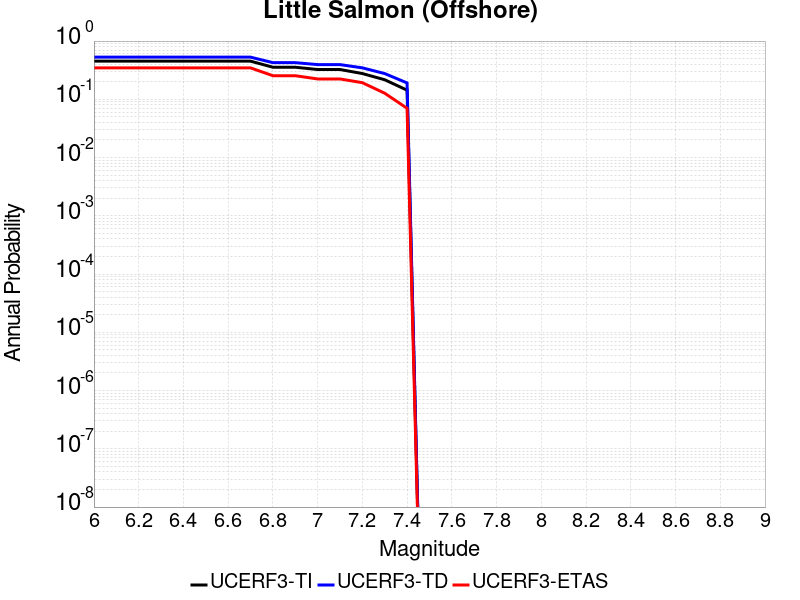 Little Salmon (Offshore)
10^0
10^-1
10^-2
10^-3
10^-4
10^-5
10^-6
10^-7
10^-8
Annual Probability
6 6.2 6.4 6.6 6.8 7 7.2 7.4 7.6 7.8 8 8.2 8.4 8.6 8.8 9
Magnitude
UCERF3-TI UCERF3-TD UCERF3-ETAS